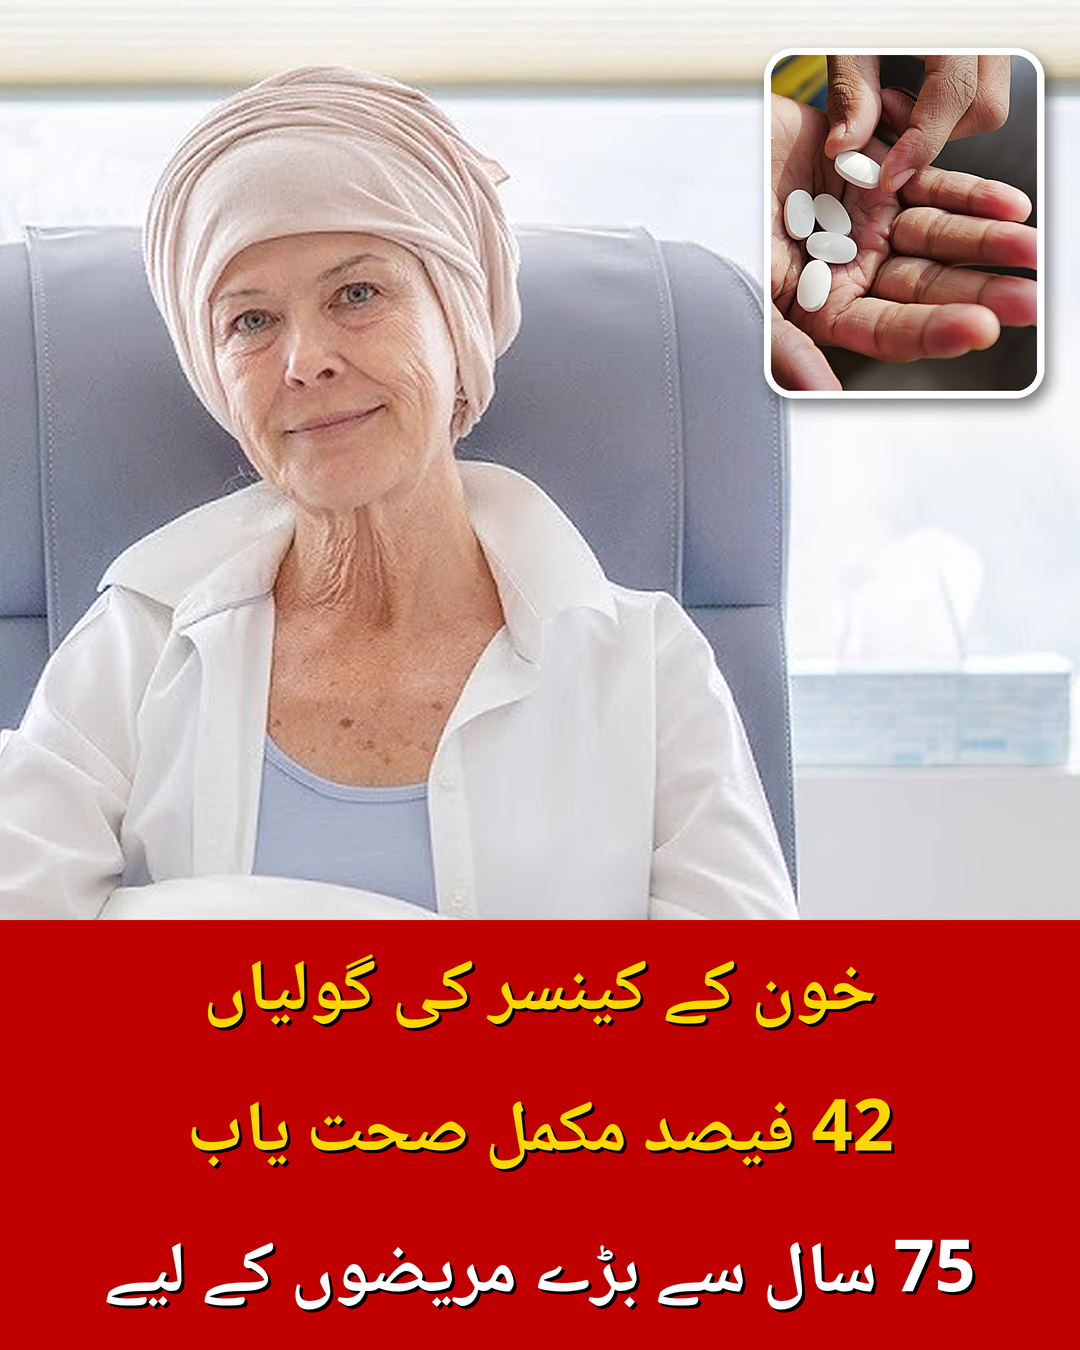 خون کے کینسر کی گولیاں
42 فیصد مکمل صحت یاب
75 سال سے بڑے مریضوں کے لیے